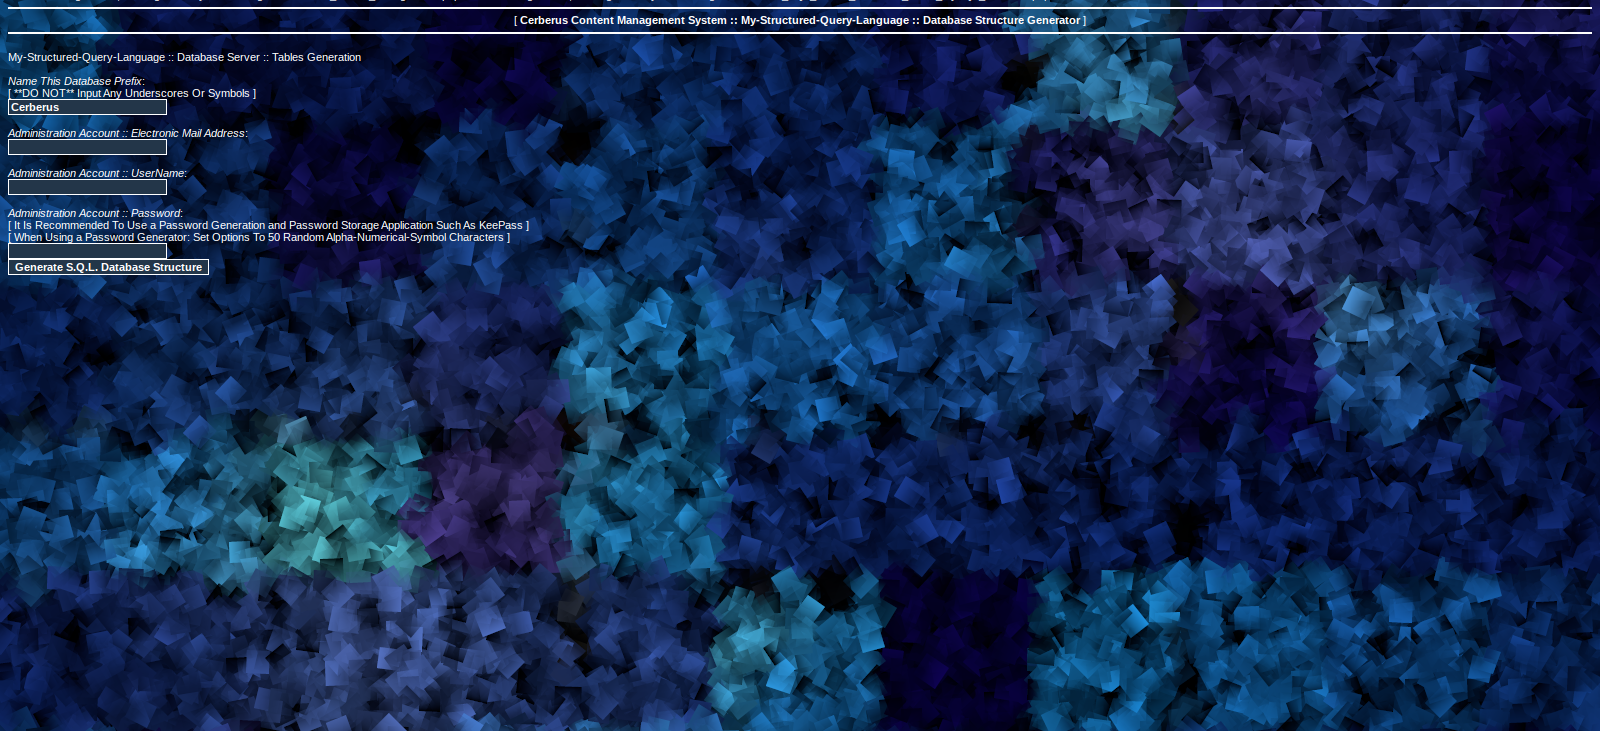 [ Cerberus Content Management System :: My-Structured-Query-Language :: Database Structure Generator ]
My-Structured-Query-Language :: Database Server :: Tables Generation
Name This Database Prefix:
[ **DO NOT** Input Any Underscores Or Symbols ]
Cerberus
Administration Account :: Electronic Mail Address:
Administration Account :: UserName:
Administration Account :: Password:
[ It Is Recommended To Use a Password Generation and Password Storage Application Such As KeePass ]
[ When Using a Password Generator: Set Options To 50 Random Alpha-Numerical-Symbol Characters ]
Generate S.Q.L. Database Structure